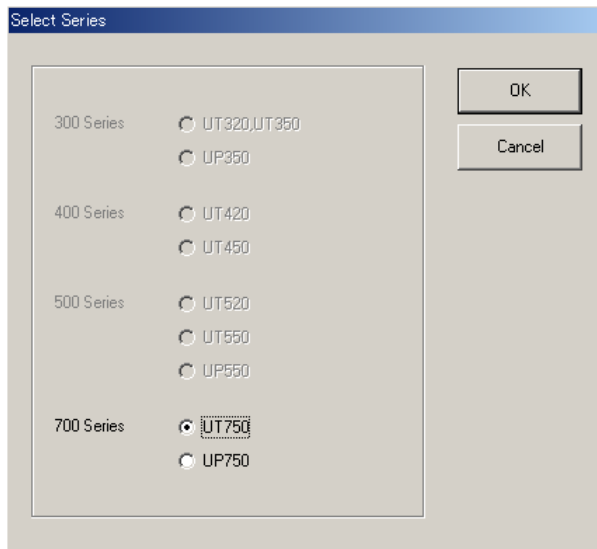 Select Series
OK
Cancel
300 Series UT320,UT350
UP350
400 Series UT420
UT450
500 Series UT520
UT550
UP550
700 Series UT750
UP750